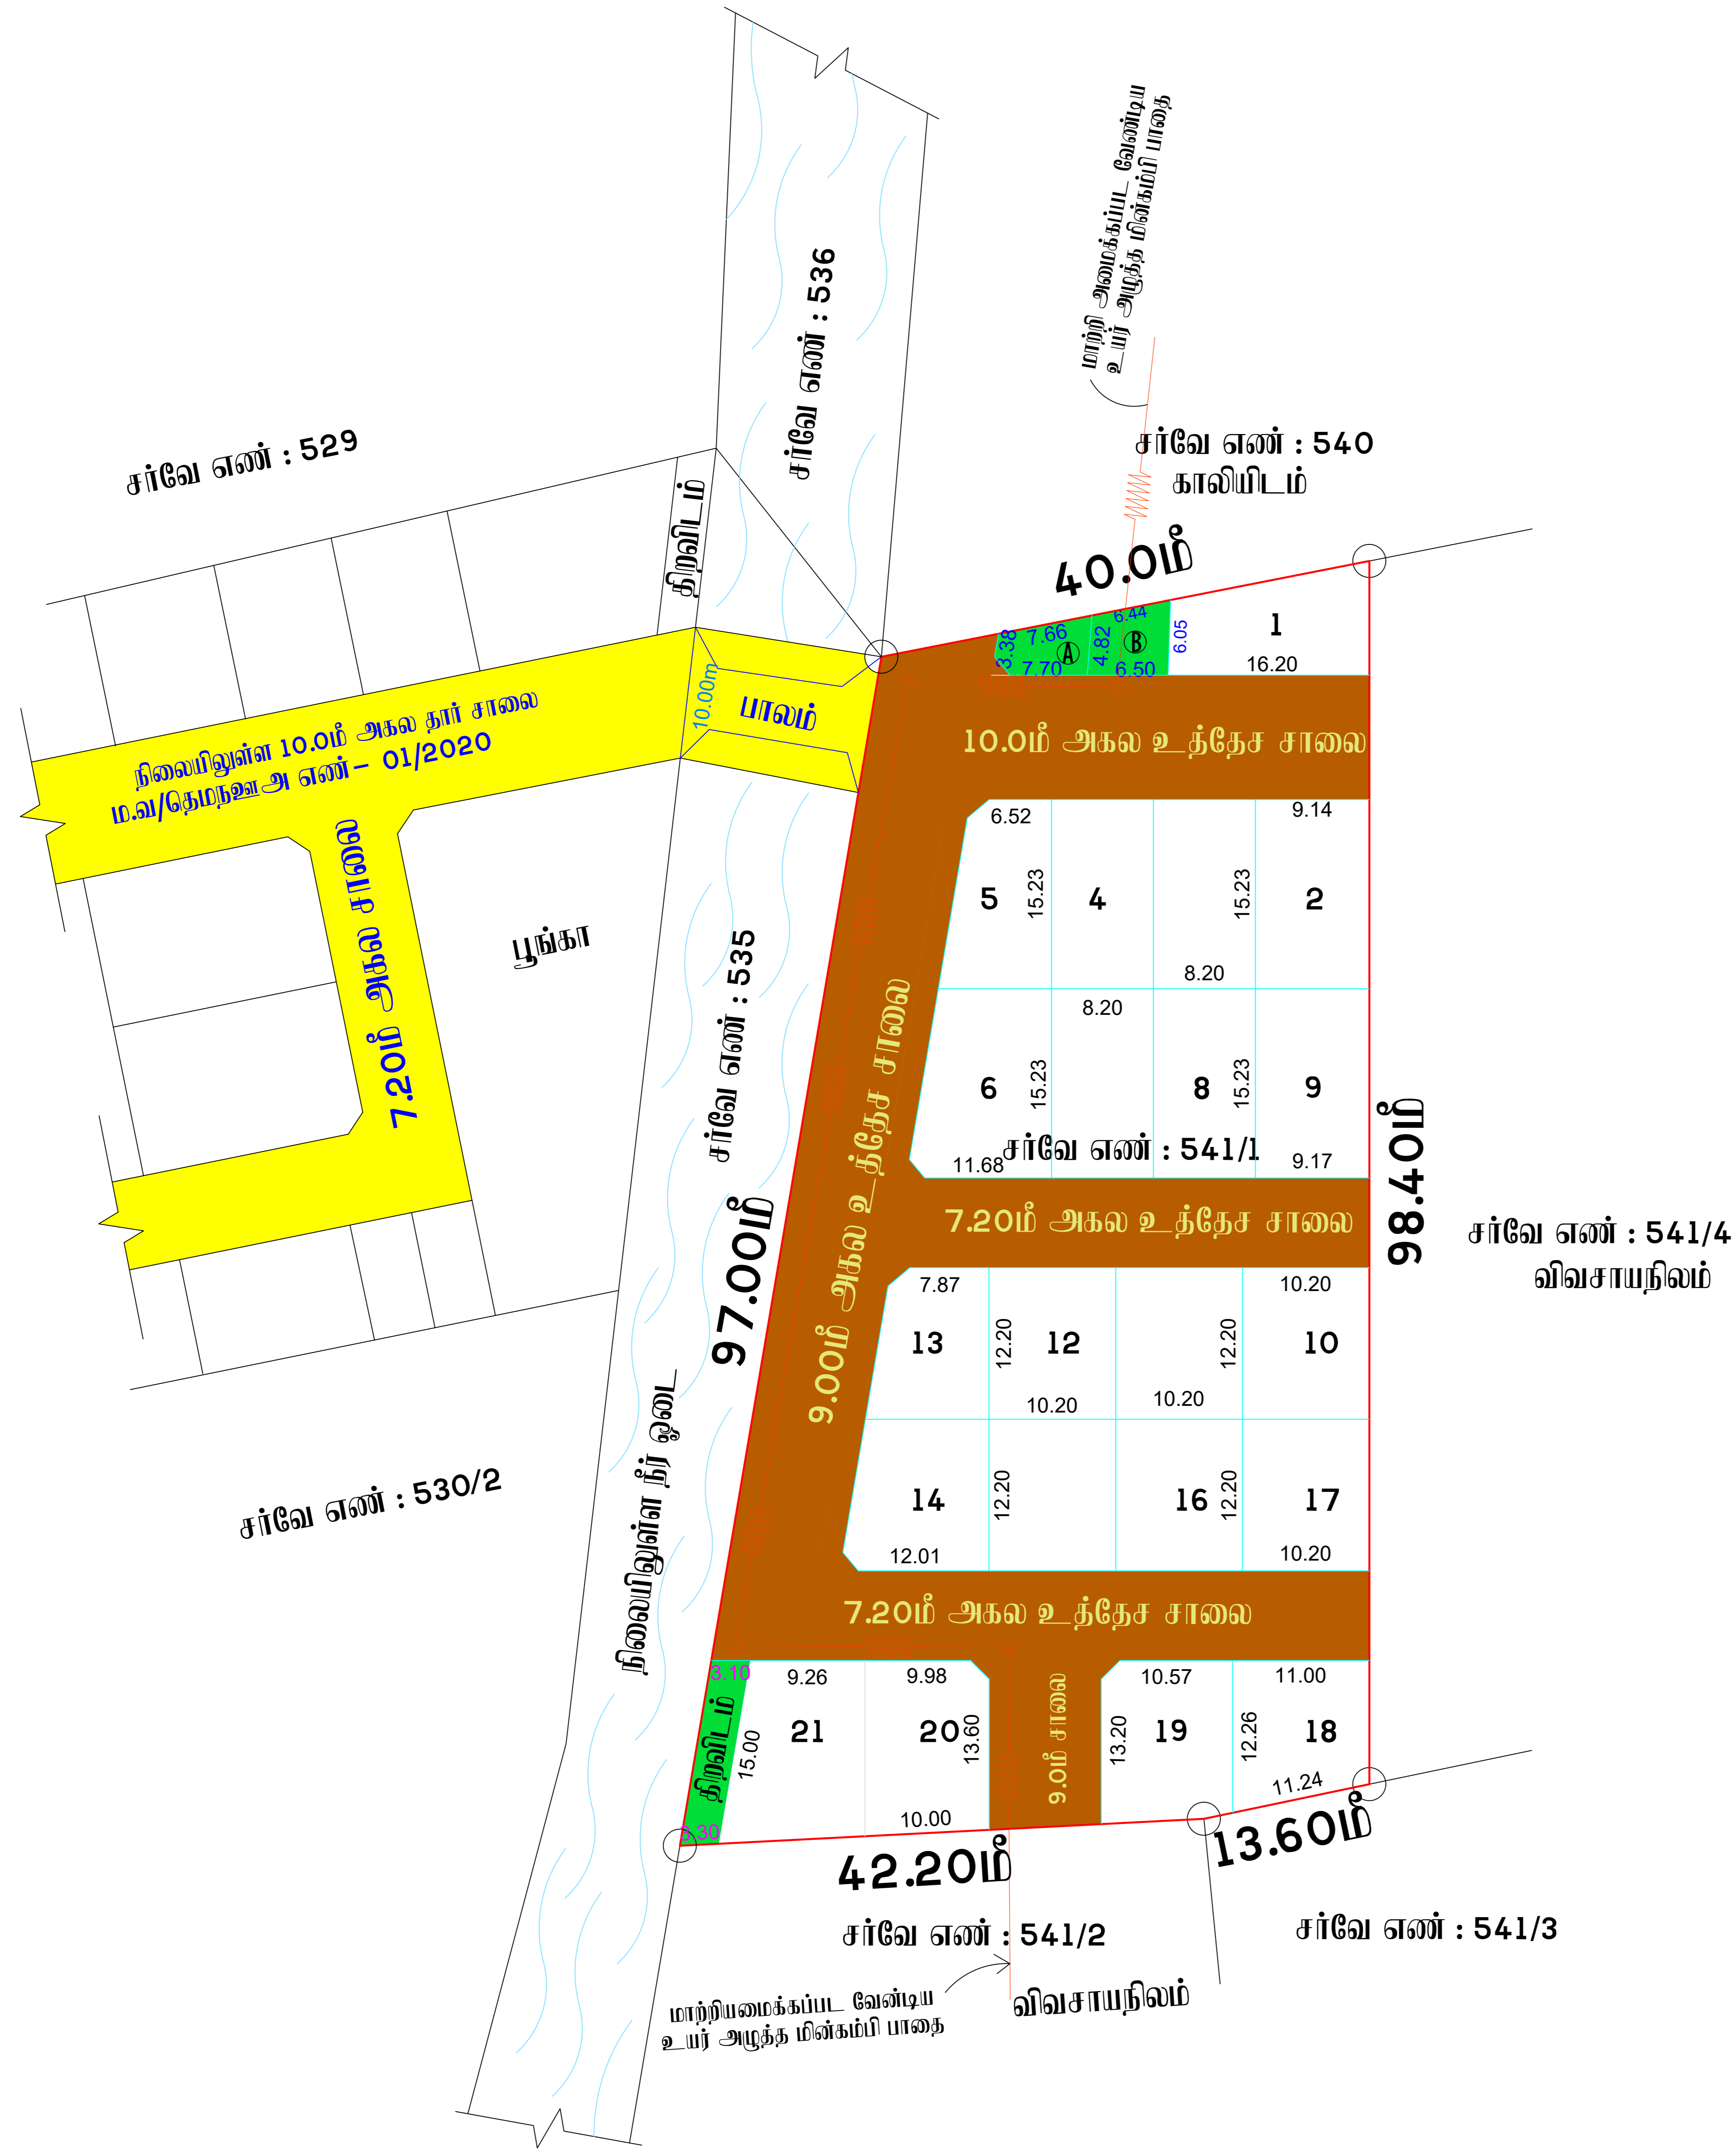 மாற்றி அமைக்கப்பட வேண்டிய
உயர் அழுத்த மின்கம்பி பாதை
சர்வே எண் : 536
சர்வே எண் : 529
சர்வே எண் : 540
காலியிடம்
திறவிடம்
40.0மீ
10.00m
பாலம்
நிலையிலுள்ள 10.0மீ அகல தார் சாலை
ம.வ/தெமநஊஅ எண்- 01/2020
7.20மீ அகல சாலை
பூங்கா
3.38
7.66
7.70
A
4.82
6.44
B
6.50
6.05
1
16.20
10.0மீ அகல உத்தேச சாலை
6.52
9.14
5
15.23
4
15.23
2
8.20
8.20
6
15.23
8
15.23
9
சர்வே எண் : 541/1
11.68
9.17
சர்வே எண் : 535
97.00மீ
9.00மீ அகல உத்தேச சாலை
98.40மீ
7.20மீ அகல உத்தேச சாலை
சர்வே எண் : 541/4
விவசாயநிலம்
7.87
10.20
13
12.20
12
12.20
10
10.20
10.20
14
12.20
16
12.20
17
12.01
10.20
சர்வே எண் : 530/2
நிலையிலுள்ள நீர் ஓடை
7.20மீ அகல உத்தேச சாலை
3.10
9.26
9.98
10.57
11.00
திறவிடம்
15.00
21
20
13.60
9.0மீ சாலை
13.20
19
12.26
18
3.30
10.00
11.24
42.20மீ
13.60மீ
சர்வே எண் : 541/2
விவசாயநிலம்
சர்வே எண் : 541/3
மாற்றியமைக்கப்பட வேன்டிய
உயர் அழுத்த மின்கம்பி பாதை